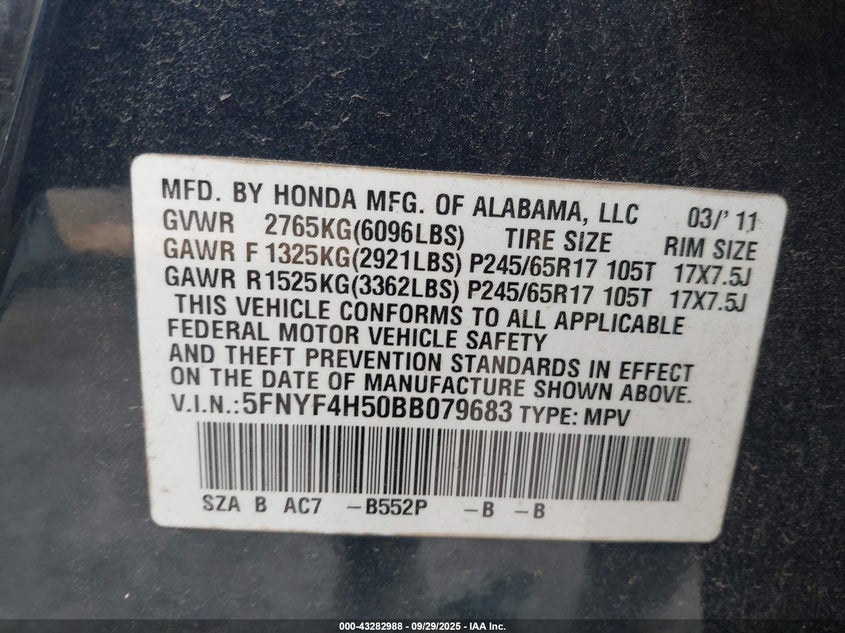 MFD. BY HONDA MFG. OF ALABAMA, LLC 03/'11
GVWR 2765KG(6096LBS) TIRE SIZE RIM SIZE
GAWR F 1325KG(2921LBS) P245/65R17 105T 17X7.5J
GAWR R1525KG(3362LBS) P245/65R17 105T 17X7.5J
THIS VEHICLE CONFORMS TO ALL APPLICABLE
FEDERAL MOTOR VEHICLE SAFETY
AND THEFT PREVENTION STANDARDS IN EFFECT
ON THE DATE OF MANUFACTURE SHOWN ABOVE.
V.I.N.:5FNYF4H50BB079683 TYPE: MPV
SZA B AC7 -B552P -B -B
000-43282988 - 09/29/2025 - IAA Inc.